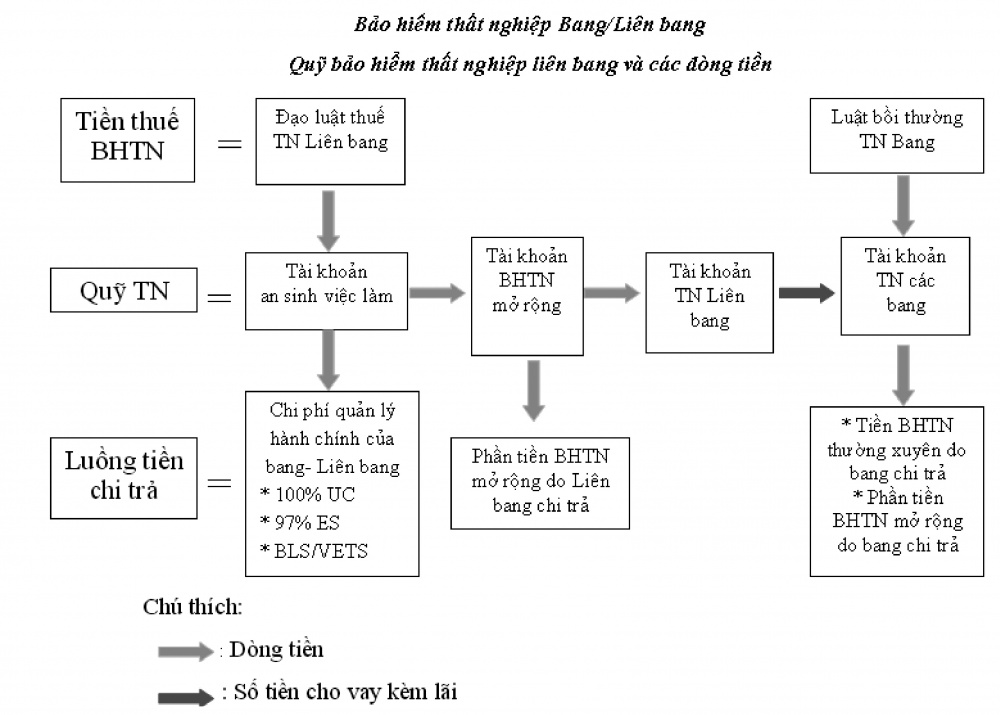 Bảo hiếm thất nghiệp Bang/Liên bang
Quỹ bảo hiểm thất nghiệp liên bang và các đòng tiền
Tiền thuế
BHTN
=
Đạo luật thuế
TN Liên bang
Luật bồi thường
TN Bang
Quỹ TN
=
Tài khoản
an sinh việc làm
Tài khoản
BHTN
mở rộng
Tài khoản
TN Liên
bang
Tài khoản
TN các
bang
Luồng tiền
chi trả
=
Chi phí quản lý
hành chính của
bang- Liên bang
* 100% UC
* 97% ES
* BLS/VETS
Phần tiền BHTN
mở rộng do Liên
bang chi trả
* Tiền BHTN
thường xuyên do
bang chi trả
* Phần tiền
BHTN mở rộng
do bang chi trả
Chú thích:
: Dòng tiền
: Số tiền cho vay kèm lãi